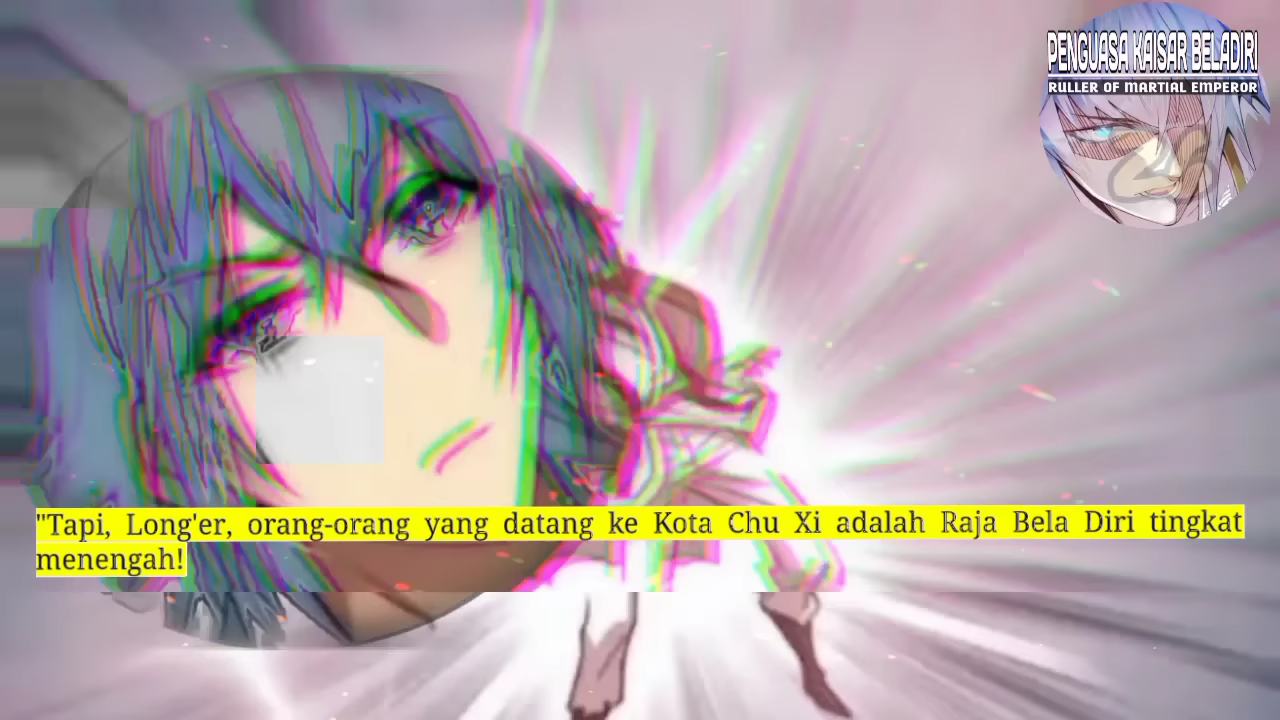 PENGUASA KAISAR BELADIRI
RULLER OF MARTIAL EMPEROR
"Tapi, Long'er, orang-orang yang datang ke Kota Chu Xi adalah Raja Bela Diri tingkat
menengah!